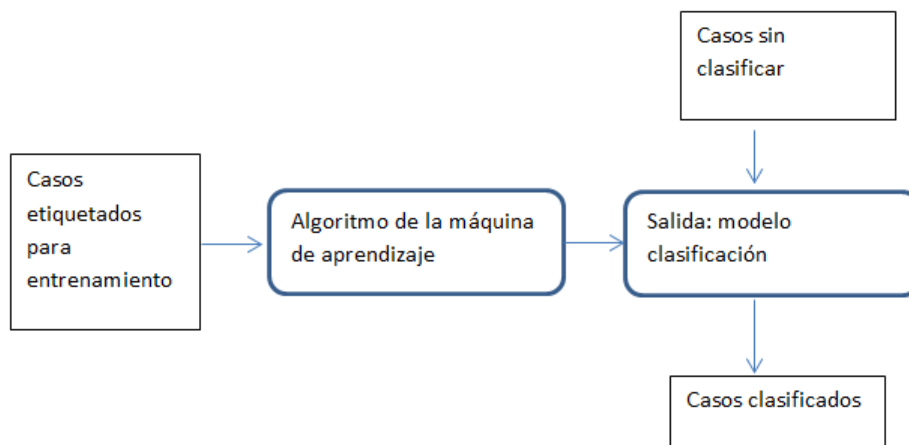 Casos sin
clasificar
Casos
etiquetados
para
entrenamiento
Algoritmo de la máquina
de aprendizaje
Salida: modelo
clasificación
Casos clasificados